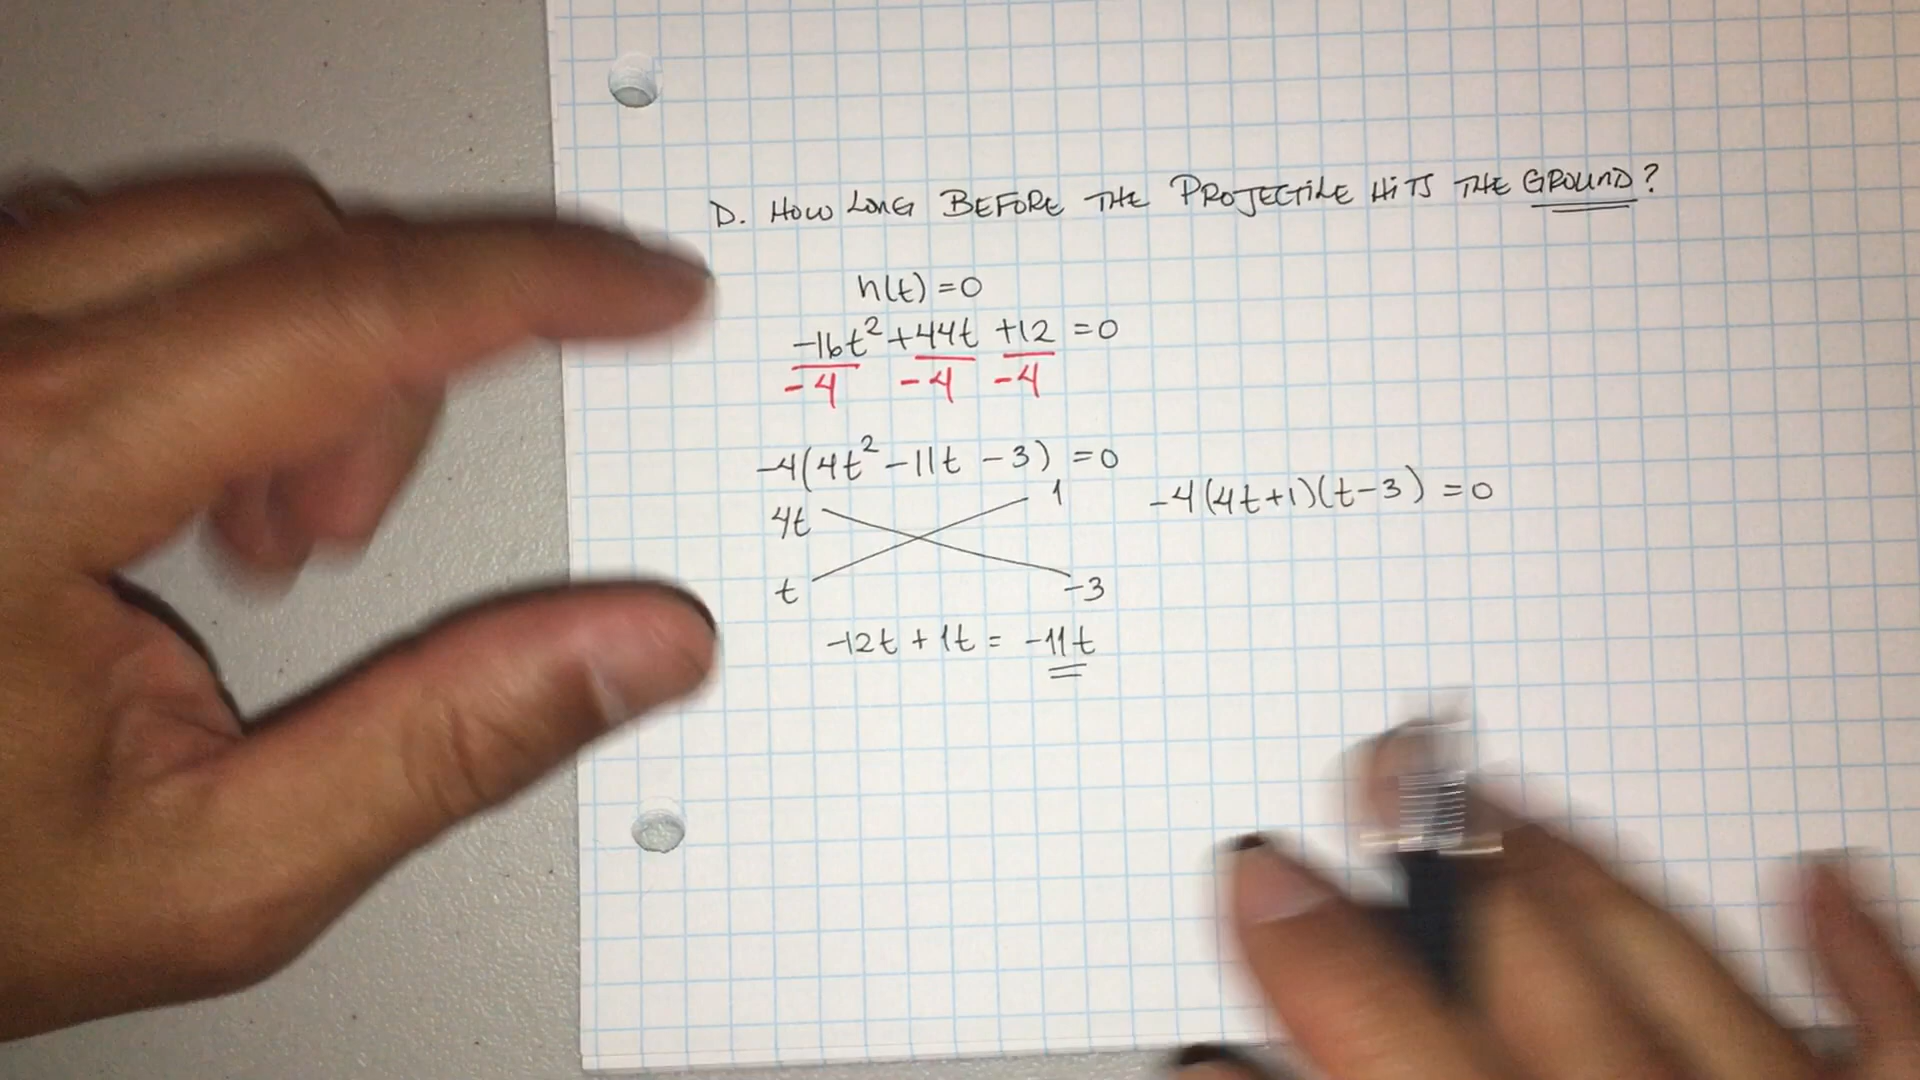 D. HOW LONG BEFORE THE PROJECTILE HITS THE GROUND?
h(t) = 0
-16t² + 44t + 12 = 0
-4 -4 -4
-4(4t² - 11t - 3) = 0
4t 1
-4(4t+1)(t-3) = 0
t -3
-12t + 1t = -11t